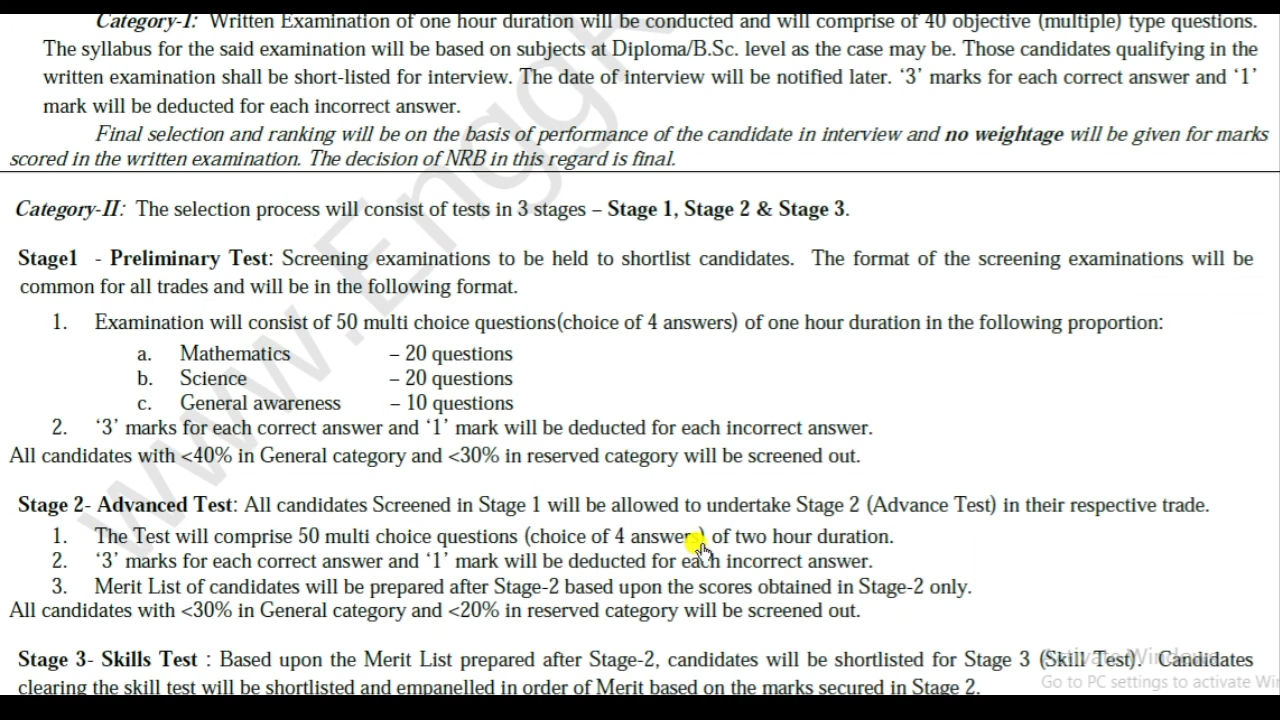 Category-I: Written Examination of one hour duration will be conducted and will comprise of 40 objective (multiple) type questions.
The syllabus for the said examination will be based on subjects at Diploma/B.Sc. level as the case may be. Those candidates qualifying in the
written examination shall be short-listed for interview. The date of interview will be notified later. ‘3’ marks for each correct answer and ‘1’
mark will be deducted for each incorrect answer.
Final selection and ranking will be on the basis of performance of the candidate in interview and no weightage will be given for marks
scored in the written examination. The decision of NRB in this regard is final.
Category-II: The selection process will consist of tests in 3 stages – Stage 1, Stage 2 & Stage 3.
Stage1 - Preliminary Test: Screening examinations to be held to shortlist candidates. The format of the screening examinations will be
common for all trades and will be in the following format.
1. Examination will consist of 50 multi choice questions(choice of 4 answers) of one hour duration in the following proportion:
a. Mathematics – 20 questions
b. Science – 20 questions
c. General awareness – 10 questions
2. ‘3’ marks for each correct answer and ‘1’ mark will be deducted for each incorrect answer.
All candidates with <40% in General category and <30% in reserved category will be screened out.
Stage 2- Advanced Test: All candidates Screened in Stage 1 will be allowed to undertake Stage 2 (Advance Test) in their respective trade.
1. The Test will comprise 50 multi choice questions (choice of 4 answers) of two hour duration.
2. ‘3’ marks for each correct answer and ‘1’ mark will be deducted for each incorrect answer.
3. Merit List of candidates will be prepared after Stage-2 based upon the scores obtained in Stage-2 only.
All candidates with <30% in General category and <20% in reserved category will be screened out.
Stage 3- Skills Test : Based upon the Merit List prepared after Stage-2, candidates will be shortlisted for Stage 3 (Skill Test). Candidates
clearing the skill test will be shortlisted and empanelled in order of Merit based on the marks secured in Stage 2.
www.EnggR
Activate Windows
Go to PC settings to activate Wi